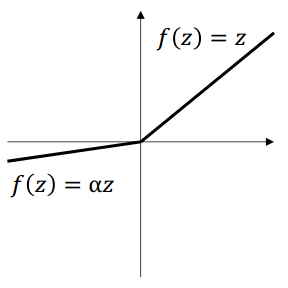 f(z) = z
f(z) = αz